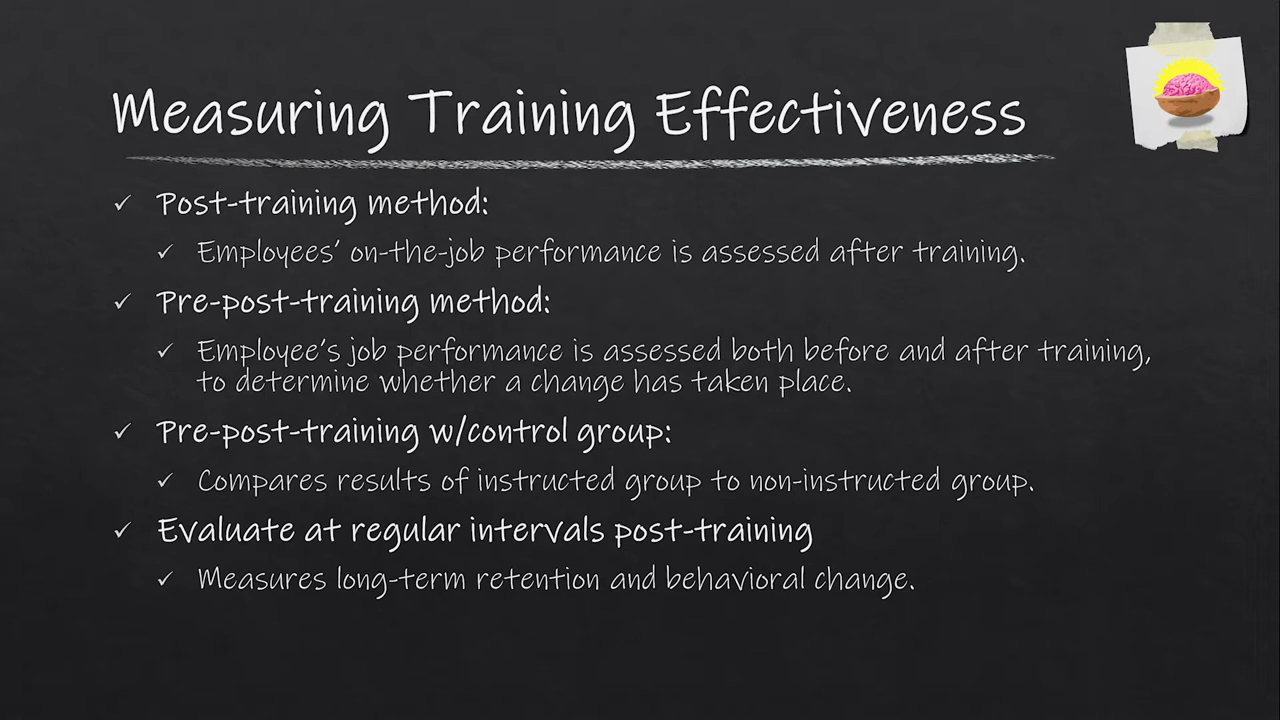 Measuring Training Effectiveness
✓ Post-training method:
✓ Employees’ on-the-job performance is assessed after training.
✓ Pre-post-training method:
✓ Employee’s job performance is assessed both before and after training,
to determine whether a change has taken place.
✓ Pre-post-training w/control group:
✓ Compares results of instructed group to non-instructed group.
✓ Evaluate at regular intervals post-training
✓ Measures long-term retention and behavioral change.